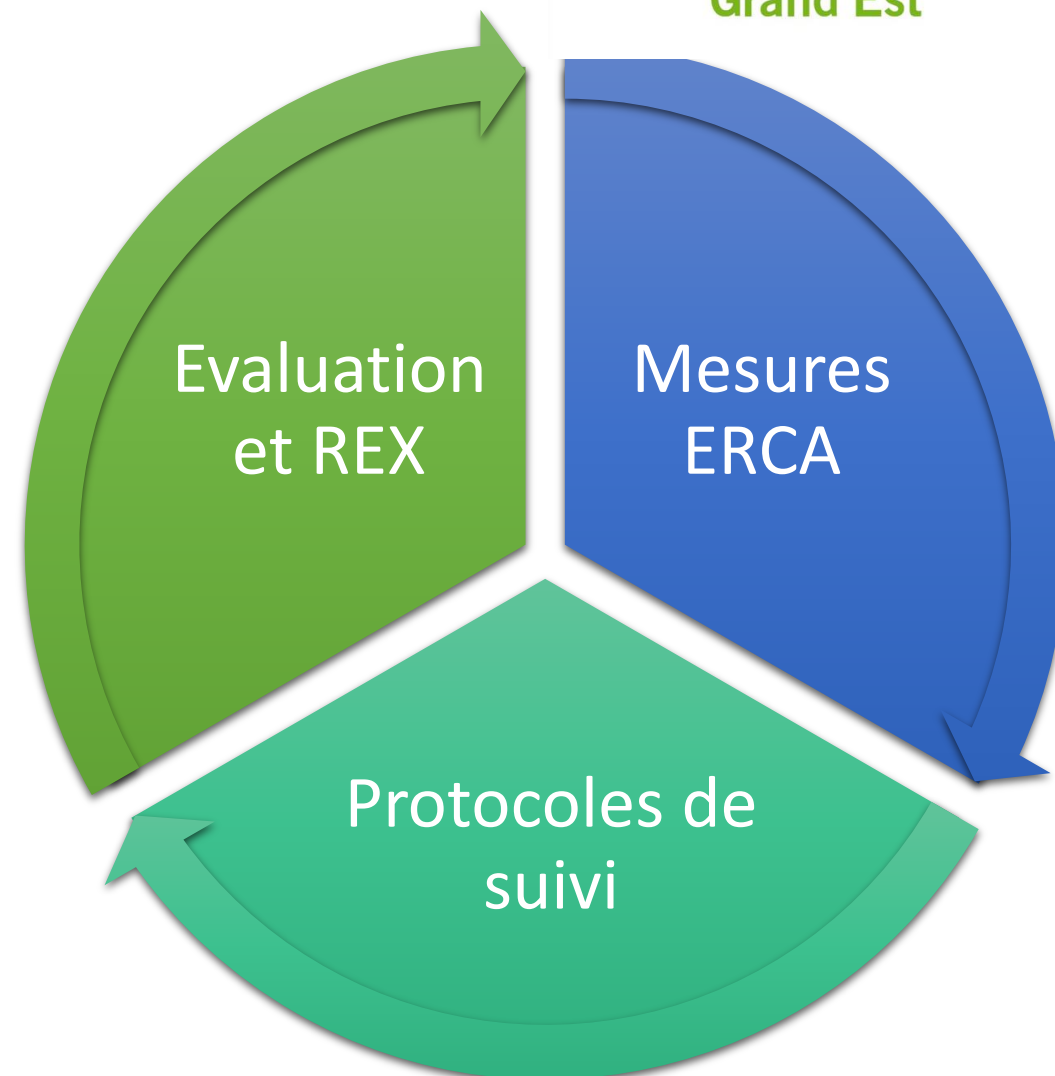 Grand Est
Evaluation
et REX
Mesures
ERCA
Protocoles de
suivi